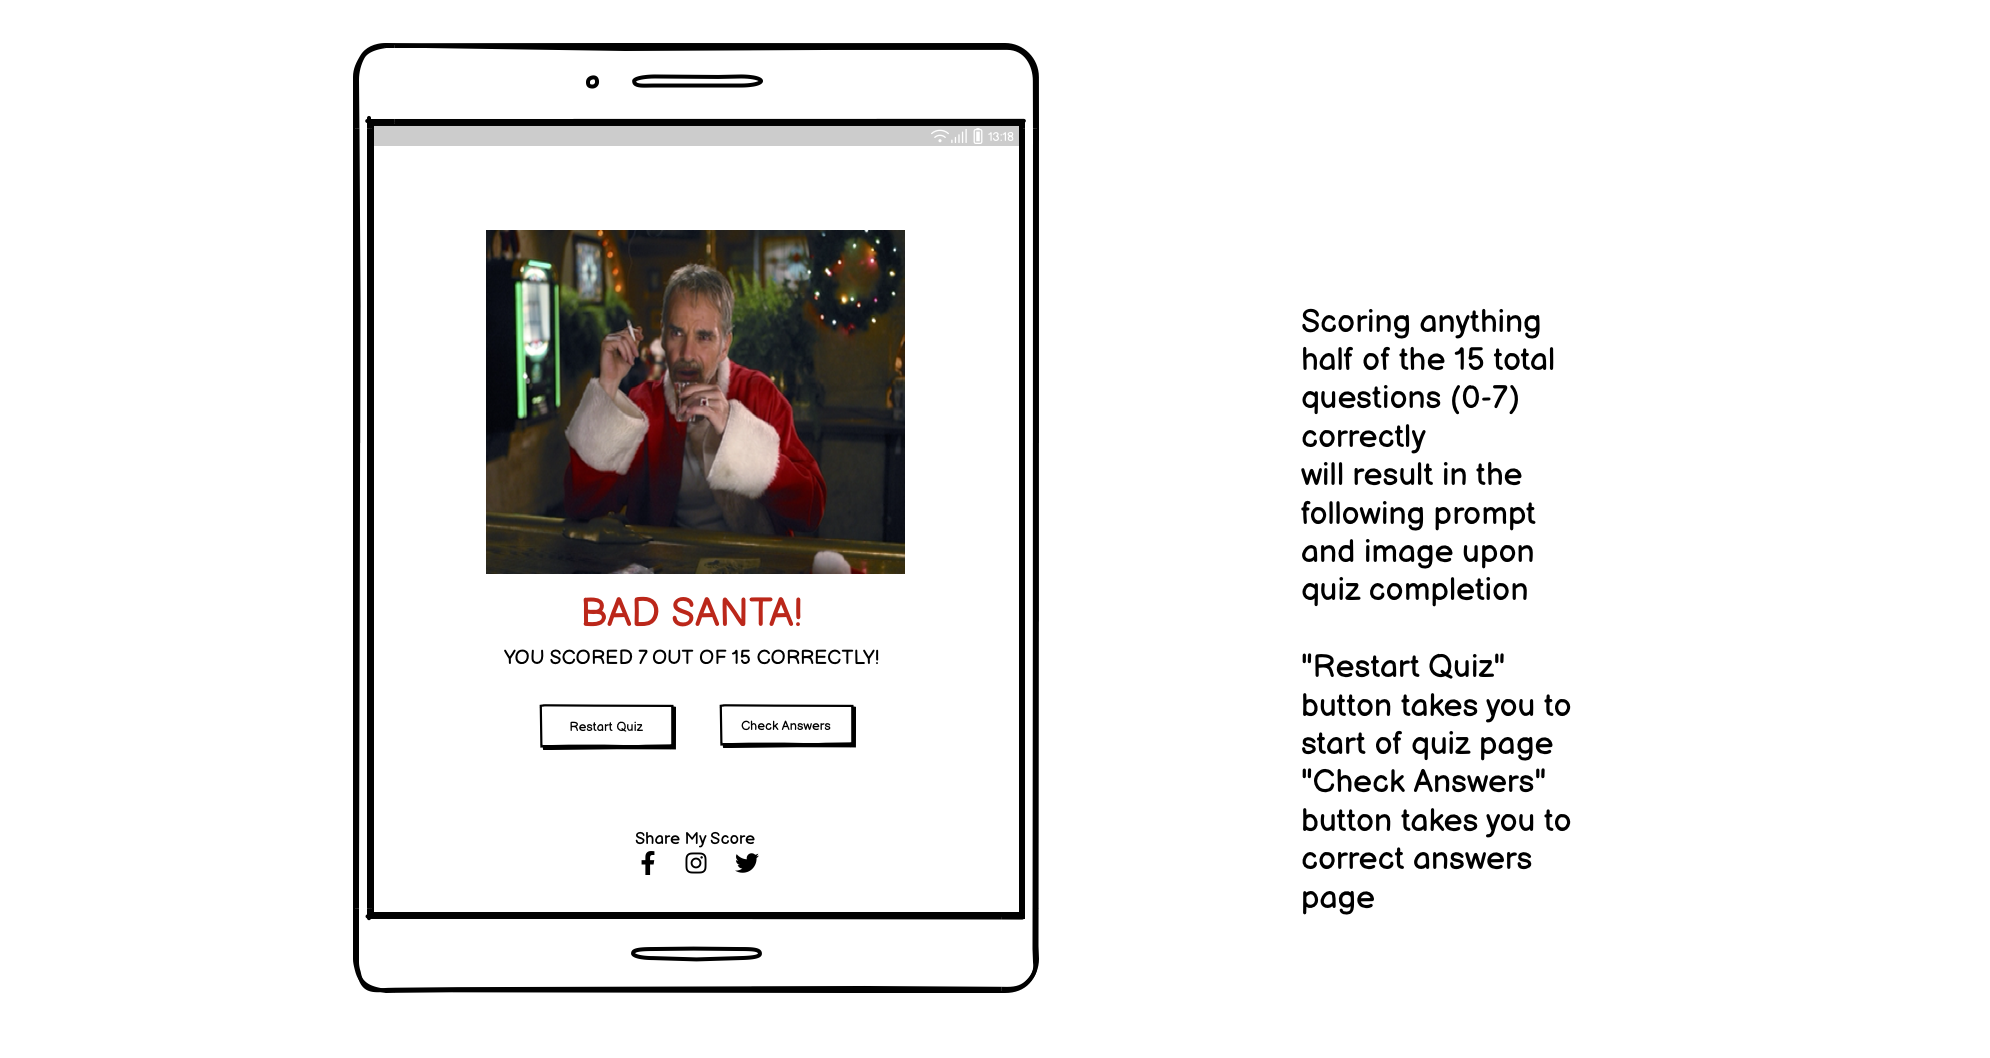 13:18
BAD SANTA!
YOU SCORED 7 OUT OF 15 CORRECTLY!
Restart Quiz
Check Answers
Share My Score
Scoring anything
half of the 15 total
questions (0-7)
correctly
will result in the
following prompt
and image upon
quiz completion
"Restart Quiz"
button takes you to
start of quiz page
"Check Answers"
button takes you to
correct answers
page